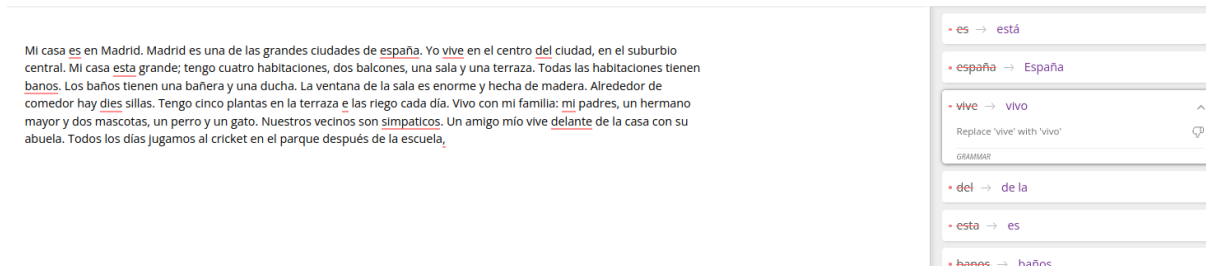 Mi casa es en Madrid. Madrid es una de las grandes ciudades de españa. Yo vive en el centro del ciudad, en el suburbio
central. Mi casa esta grande; tengo cuatro habitaciones, dos balcones, una sala y una terraza. Todas las habitaciones tienen
banos. Los baños tienen una bañera y una ducha. La ventana de la sala es enorme y hecha de madera. Alrededor de
comedor hay dies sillas. Tengo cinco plantas en la terraza e las riego cada día. Vivo con mi familia: mi padres, un hermano
mayor y dos mascotas, un perro y un gato. Nuestros vecinos son simpaticos. Un amigo mío vive delante de la casa con su
abuela. Todos los días jugamos al cricket en el parque después de la escuela,
es → está
españa → España
vive → vivo
Replace 'vive' with 'vivo'
GRAMMAR
del → de la
esta → es
banos → baños